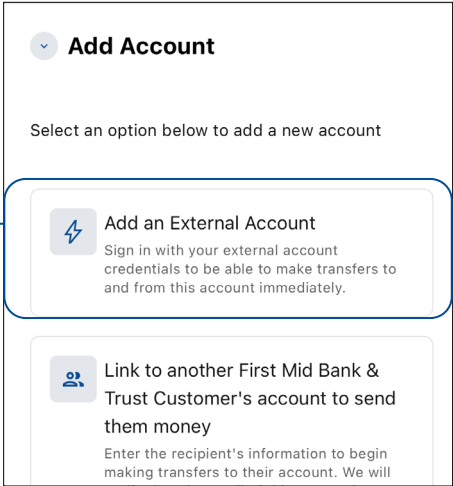 Add Account
Select an option below to add a new account
Add an External Account
Sign in with your external account
credentials to be able to make transfers to
and from this account immediately.
Link to another First Mid Bank &
Trust Customer's account to send
them money
Enter the recipient's information to begin
making transfers to their account. We will